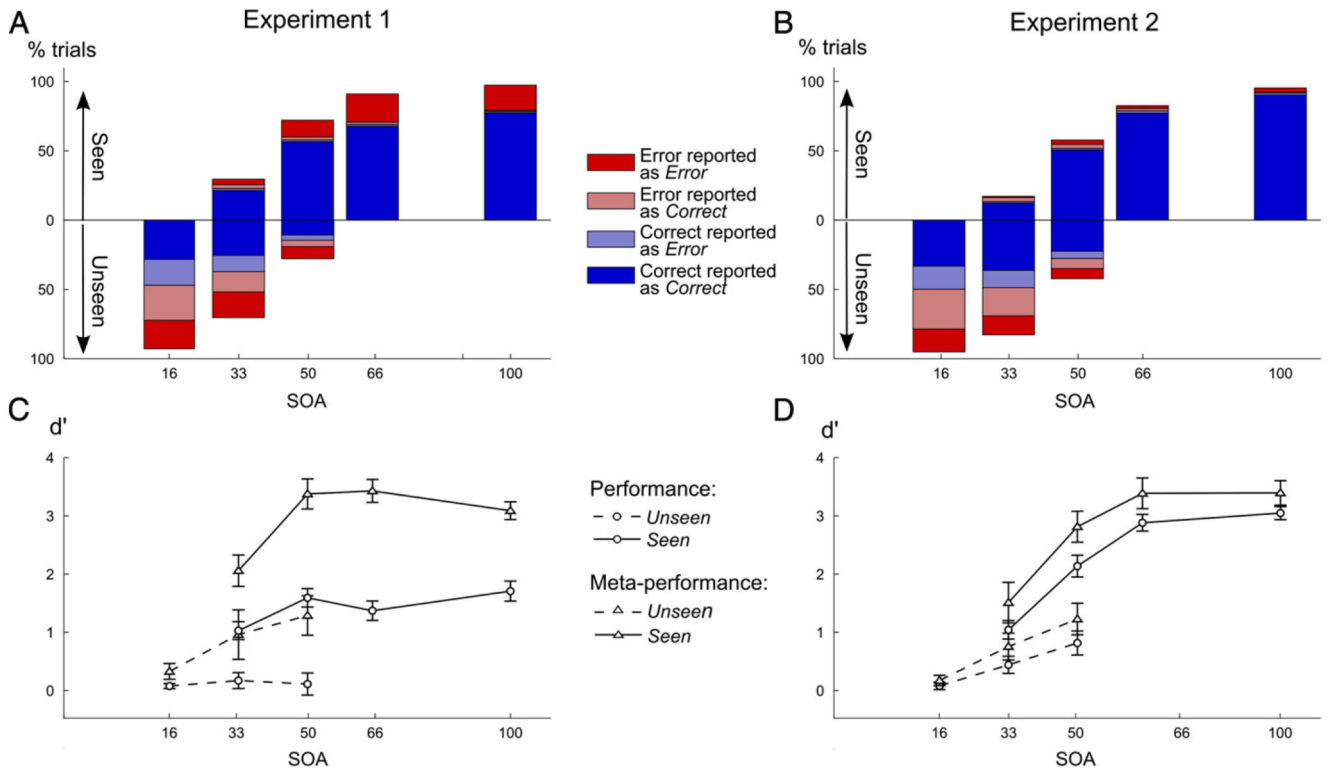 A
Experiment 1
% trials
100
50
0
50
100
Seen
Unseen
16
33
50
66
100
SOA
Error reported
as Error
Error reported
as Correct
Correct reported
as Error
Correct reported
as Correct
B
Experiment 2
% trials
100
50
0
50
100
Seen
Unseen
16
33
50
66
100
SOA
C
d'
4
3
2
1
0
16
33
50
66
100
SOA
Performance:
Unseen
Seen
Meta-performance:
Unseen
Seen
D
d'
4
3
2
1
0
16
33
50
66
100
SOA